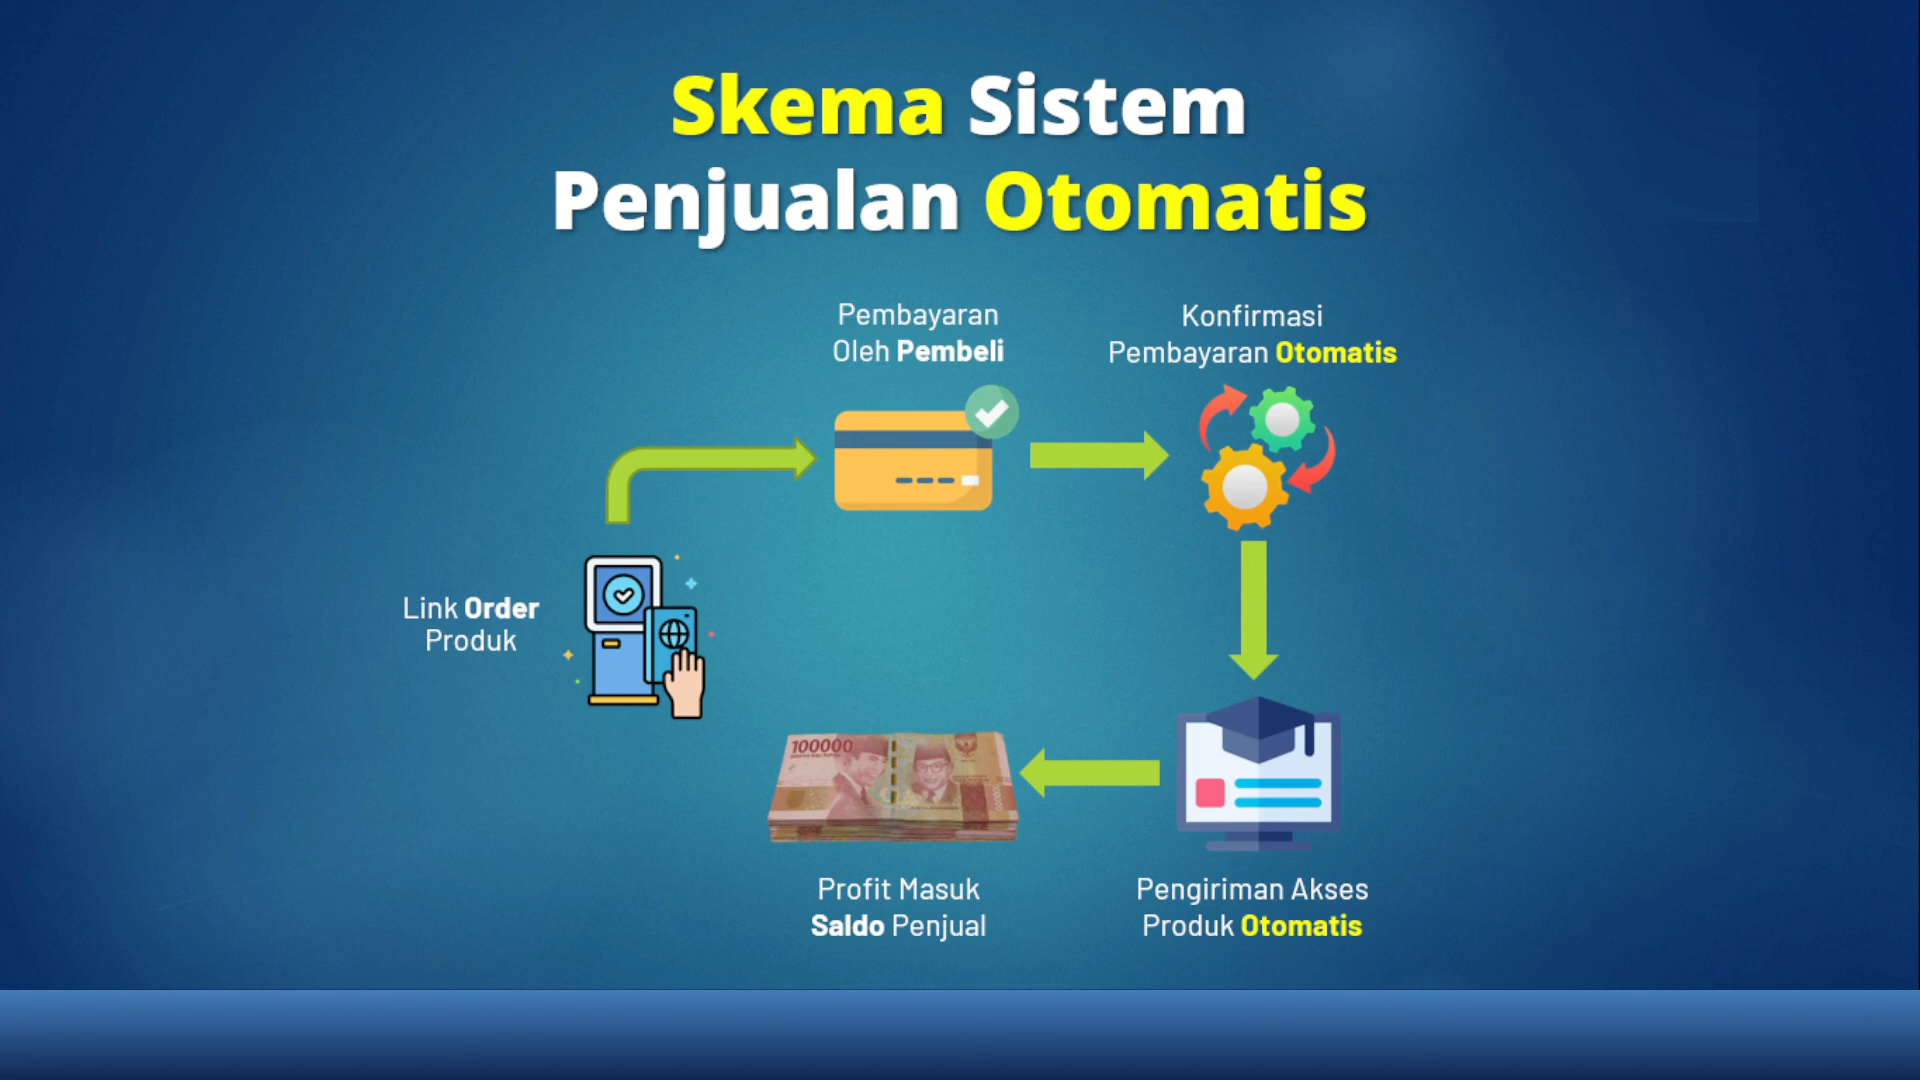 Skema Sistem
Penjualan Otomatis
Pembayaran
Oleh Pembeli
Konfirmasi
Pembayaran Otomatis
Link Order
Produk
100000
Profit Masuk
Saldo Penjual
Pengiriman Akses
Produk Otomatis